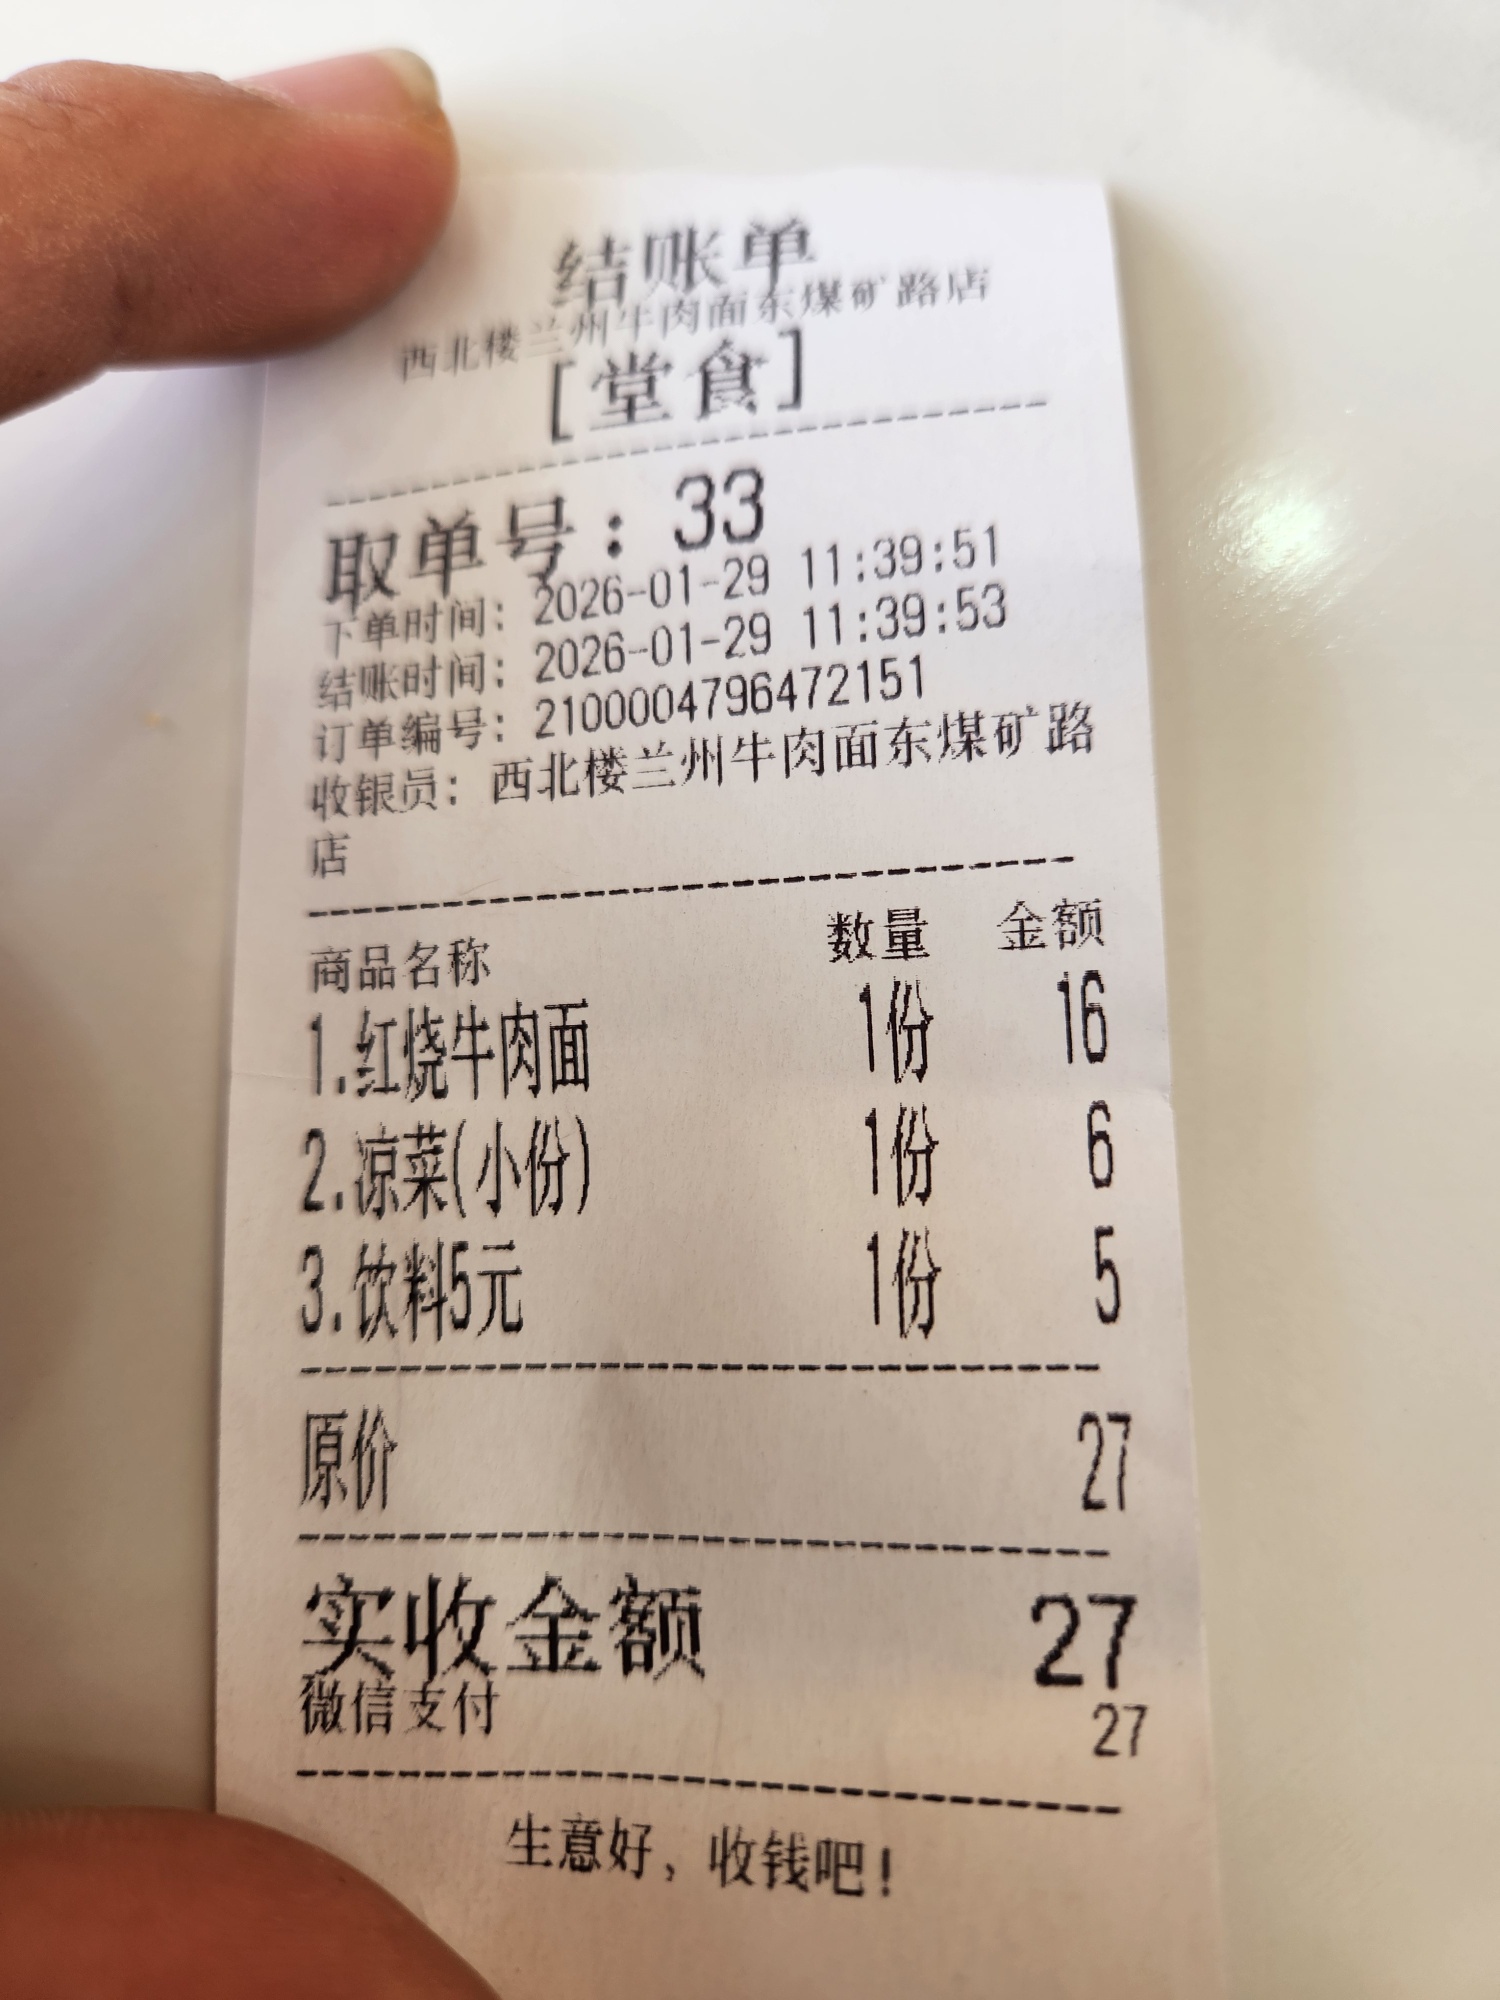 结账单
西北楼兰州牛肉面东煤矿路店
[堂食]
取单号：33
下单时间：2026-01-29 11:39:51
结账时间：2026-01-29 11:39:53
订单编号：2100004796472151
收银员：西北楼兰州牛肉面东煤矿路
店
商品名称 数量 金额
1.红烧牛肉面 1份 16
2.凉菜(小份) 1份 6
3.饮料5元 1份 5
原价 27
实收金额 27
微信支付 27
生意好，收钱吧！